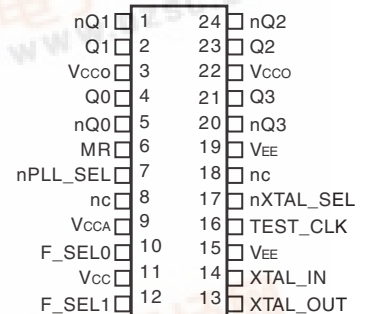 nQ1 1 24 nQ2
Q1 2 23 Q2
VCCO 3 22 VCCO
Q0 4 21 Q3
nQ0 5 20 nQ3
MR 6 19 VEE
nPLL_SEL 7 18 nc
nc 8 17 nXTAL_SEL
VCCA 9 16 TEST_CLK
F_SEL0 10 15 VEE
VCC 11 14 XTAL_IN
F_SEL1 12 13 XTAL_OUT